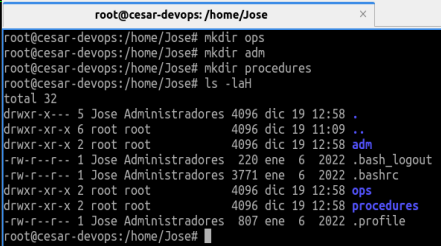 root@cesar-devops: /home/Jose ×
root@cesar-devops:/home/Jose# mkdir ops
root@cesar-devops:/home/Jose# mkdir adm
root@cesar-devops:/home/Jose# mkdir procedures
root@cesar-devops:/home/Jose# ls -laH
total 32
drwxr-x--- 5 Jose Administradores 4096 dic 19 12:58 .
drwxr-xr-x 6 root root 4096 dic 19 11:09 ..
drwxr-xr-x 2 root root 4096 dic 19 12:58 adm
-rw-r--r-- 1 Jose Administradores 220 ene 6 2022 .bash_logout
-rw-r--r-- 1 Jose Administradores 3771 ene 6 2022 .bashrc
drwxr-xr-x 2 root root 4096 dic 19 12:58 ops
drwxr-xr-x 2 root root 4096 dic 19 12:58 procedures
-rw-r--r-- 1 Jose Administradores 807 ene 6 2022 .profile
root@cesar-devops:/home/Jose#